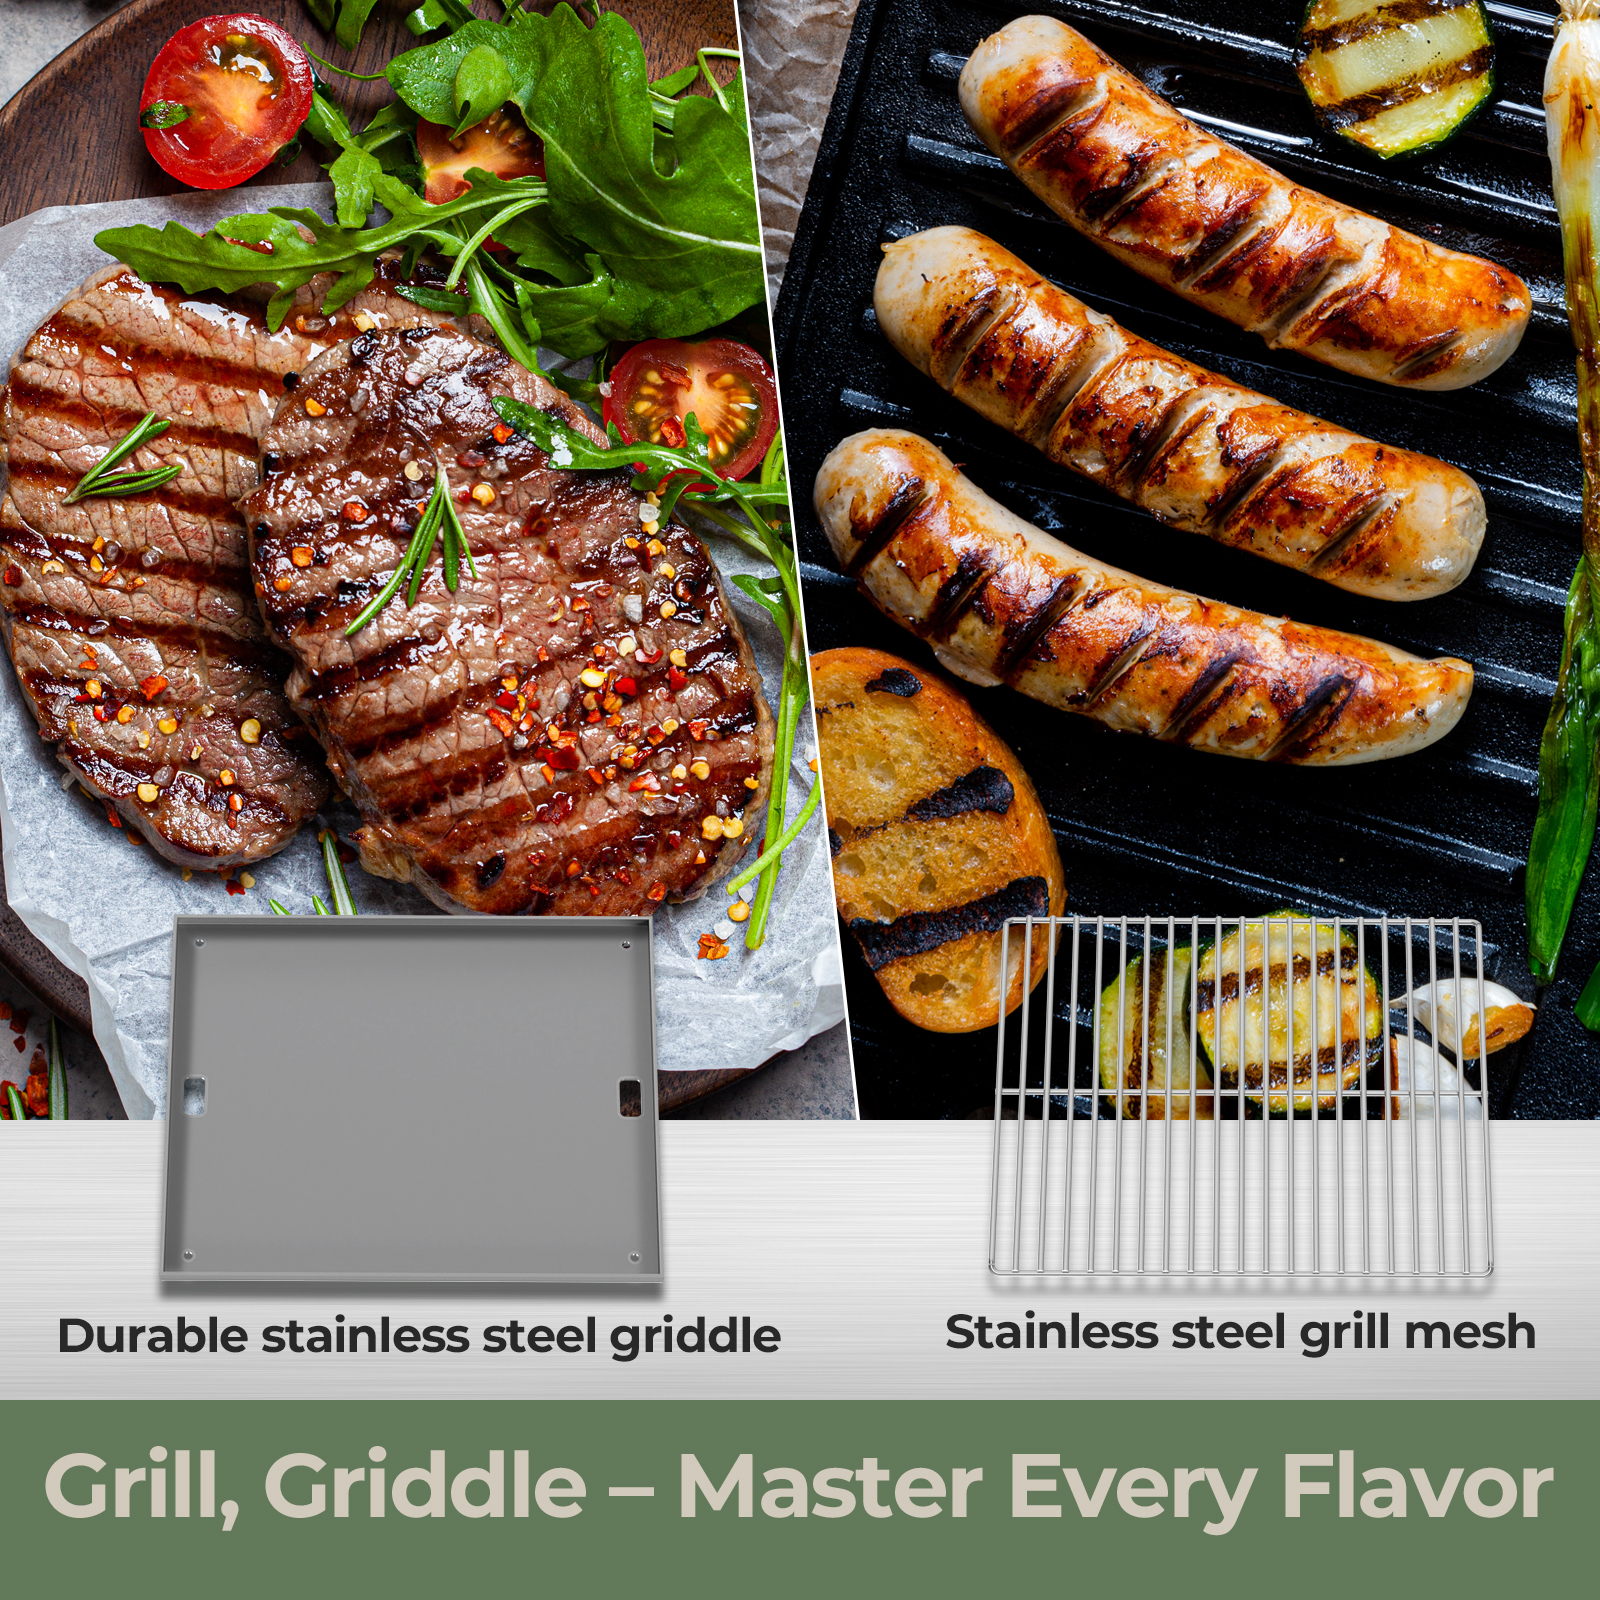 Durable stainless steel griddle
Stainless steel grill mesh
Grill, Griddle – Master Every Flavor